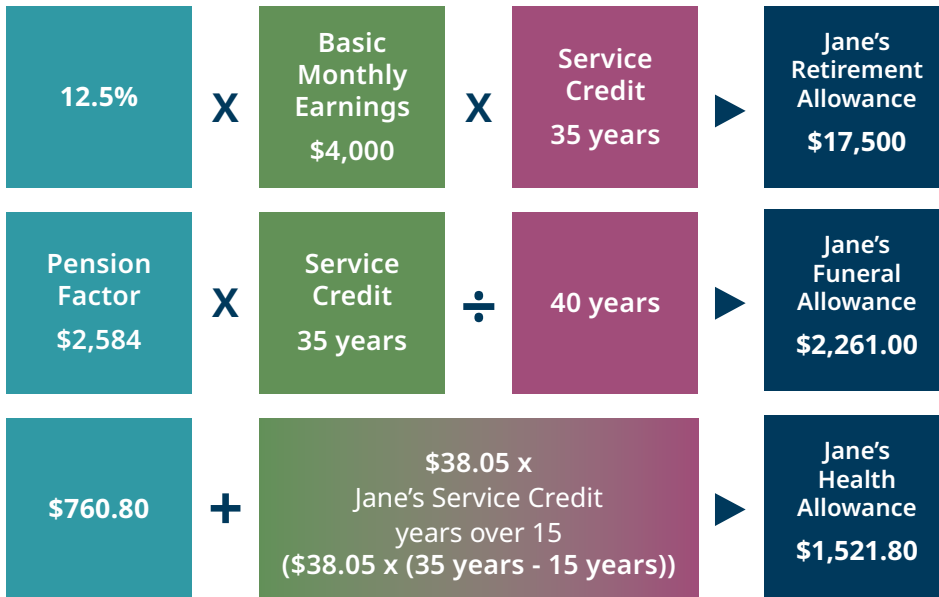 12.5%
X
Basic
Monthly
Earnings
$4,000
X
Service
Credit
35 years
Jane’s
Retirement
Allowance
$17,500
Pension
Factor
$2,584
X
Service
Credit
35 years
÷
40 years
Jane’s
Funeral
Allowance
$2,261.00
$760.80
+
$38.05 x
Jane’s Service Credit
years over 15
($38.05 x (35 years - 15 years))
Jane’s
Health
Allowance
$1,521.80